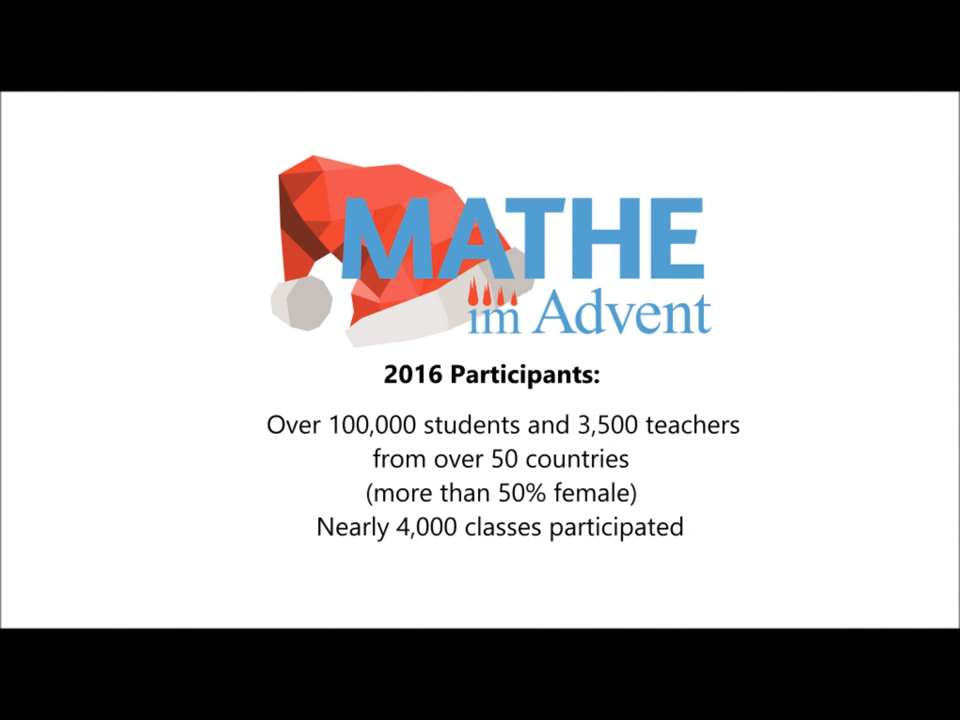 MATHE
im Advent
2016 Participants:
Over 100,000 students and 3,500 teachers
from over 50 countries
(more than 50% female)
Nearly 4,000 classes participated